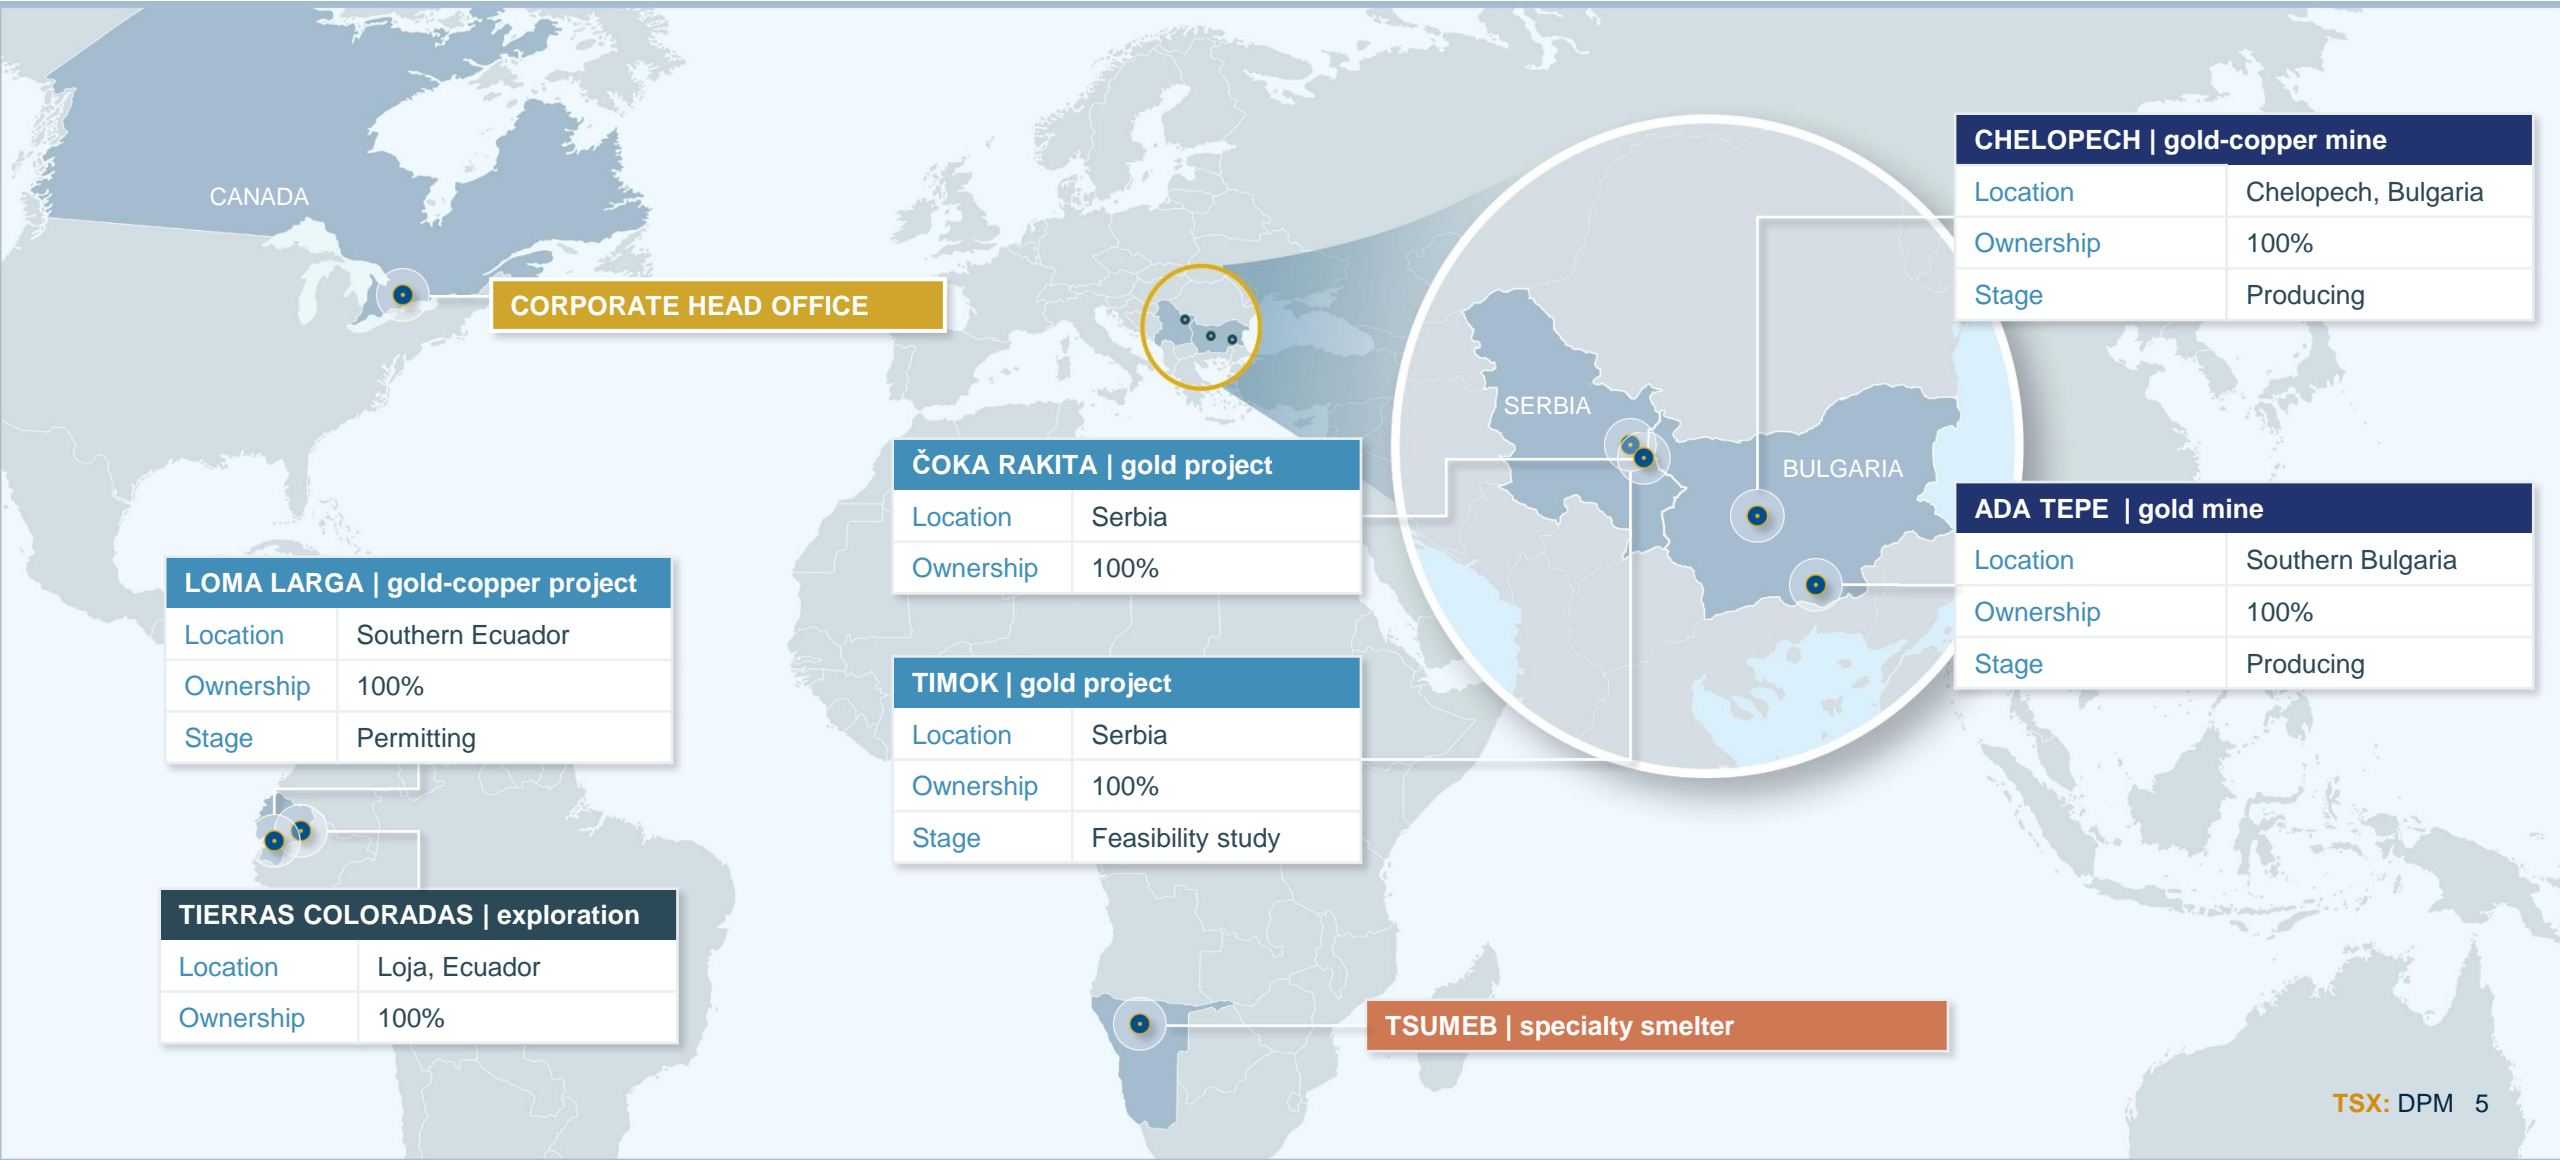 CANADA
CORPORATE HEAD OFFICE
CHELOPECH | gold-copper mine
Location Chelopech, Bulgaria
Ownership 100%
Stage Producing
SERBIA
BULGARIA
ČOKA RAKITA | gold project
Location Serbia
Ownership 100%
ADA TEPE | gold mine
Location Southern Bulgaria
Ownership 100%
Stage Producing
LOMA LARGA | gold-copper project
Location Southern Ecuador
Ownership 100%
Stage Permitting
TIMOK | gold project
Location Serbia
Ownership 100%
Stage Feasibility study
TIERRAS COLORADAS | exploration
Location Loja, Ecuador
Ownership 100%
TSUMEB | specialty smelter
TSX: DPM 5